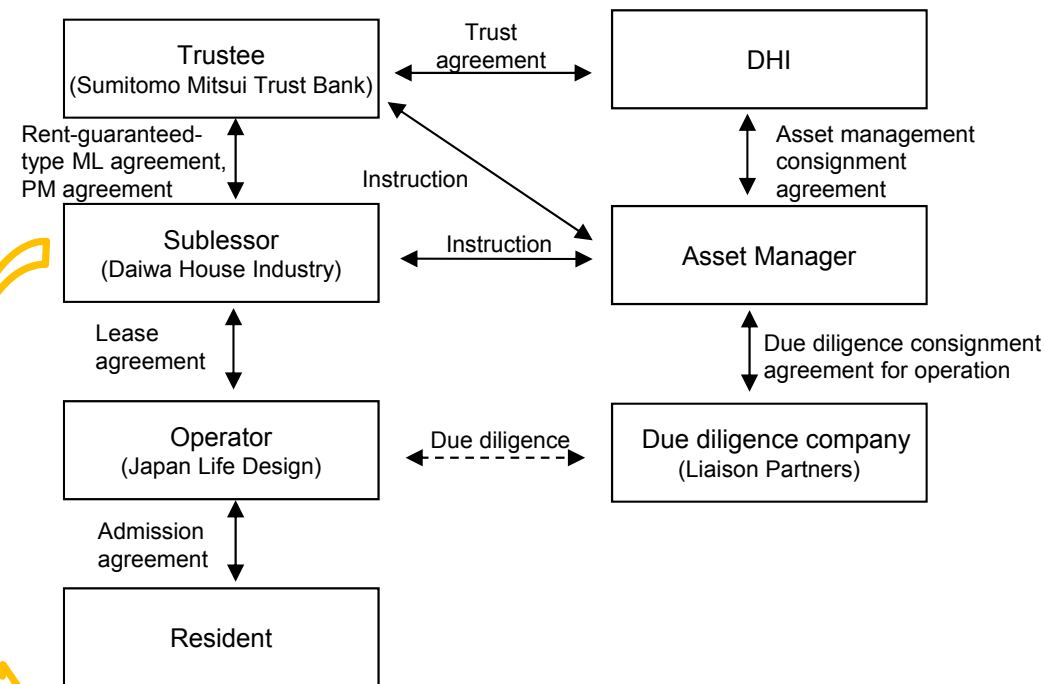 Trustee
(Sumitomo Mitsui Trust Bank)
Trust
agreement
DHI
Rent-guaranteed-
type ML agreement,
PM agreement
Instruction
Asset management
consignment
agreement
Sublessor
(Daiwa House Industry)
Instruction
Asset Manager
Lease
agreement
Due diligence consignment
agreement for operation
Operator
(Japan Life Design)
Due diligence
Due diligence company
(Liaison Partners)
Admission
agreement
Resident